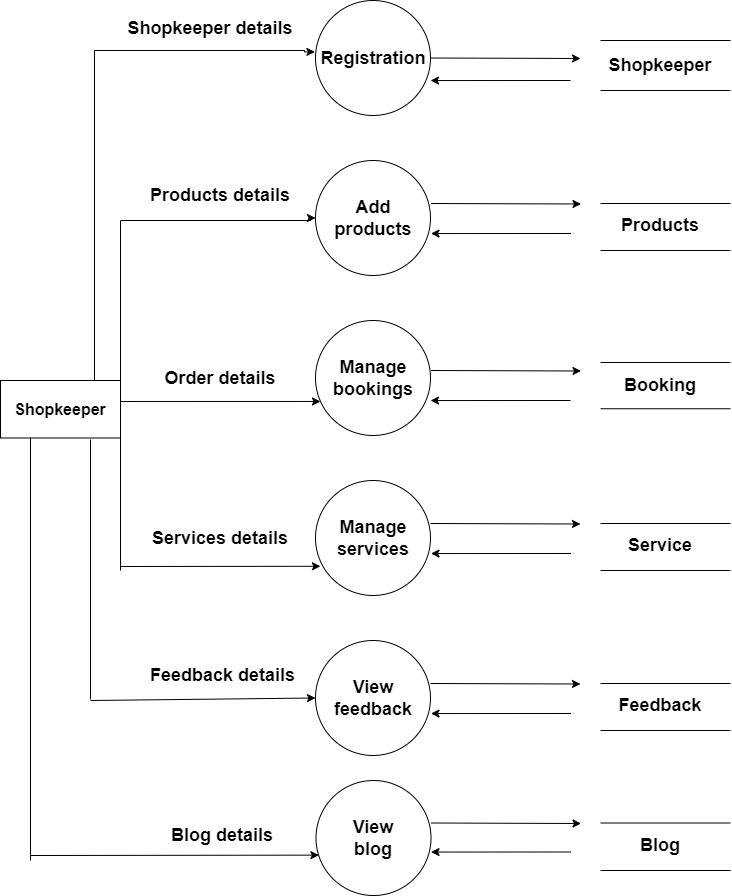 Shopkeeper details
Registration
Shopkeeper
Products details
Add
products
Products
Order details
Manage
bookings
Booking
Shopkeeper
Services details
Manage
services
Service
Feedback details
View
feedback
Feedback
Blog details
View
blog
Blog